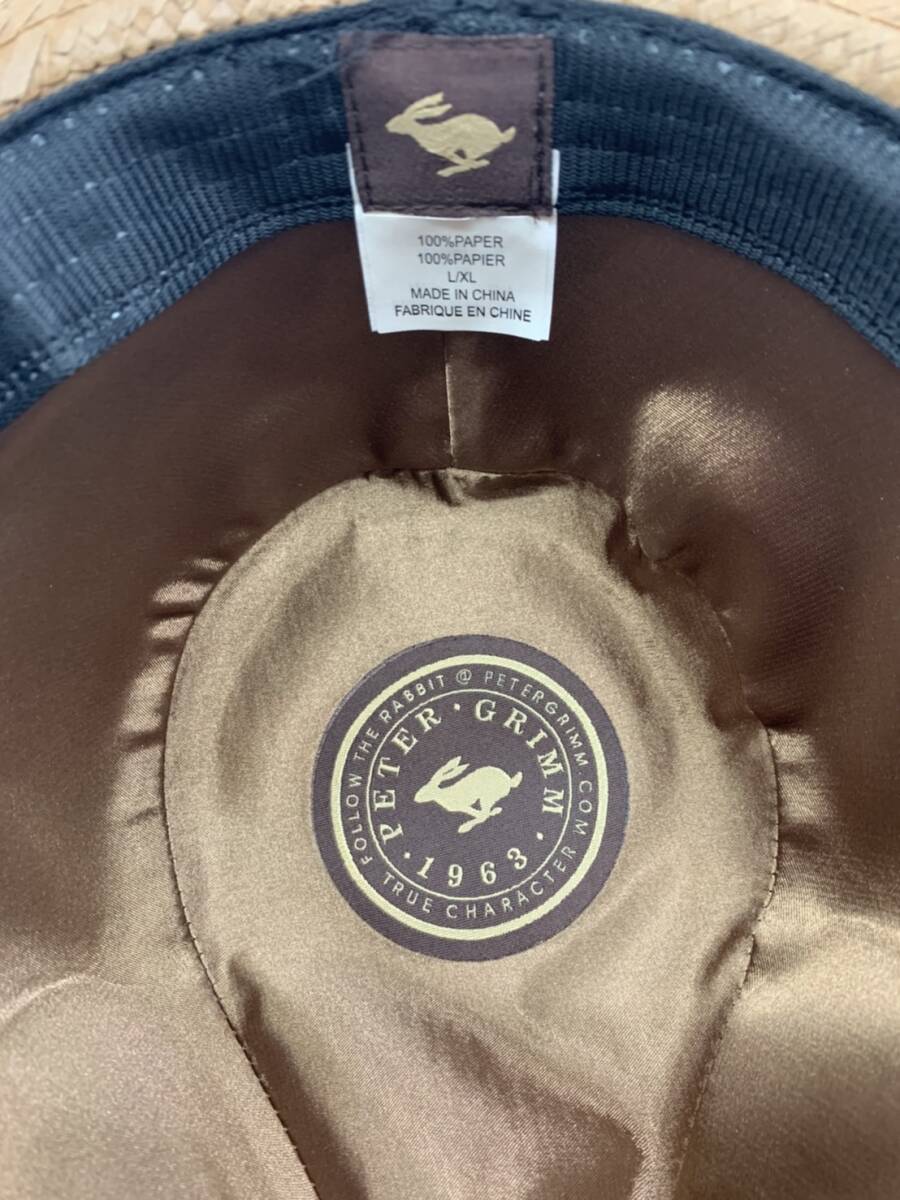 100%PAPER
100%PAPIER
L/XL
MADE IN CHINA
FABRIQUE EN CHINE
FOLLOW THE RABBIT @ PETERGRIMM.COM
TRUE CHARACTER
PETER · GRIMM
· 1963 ·